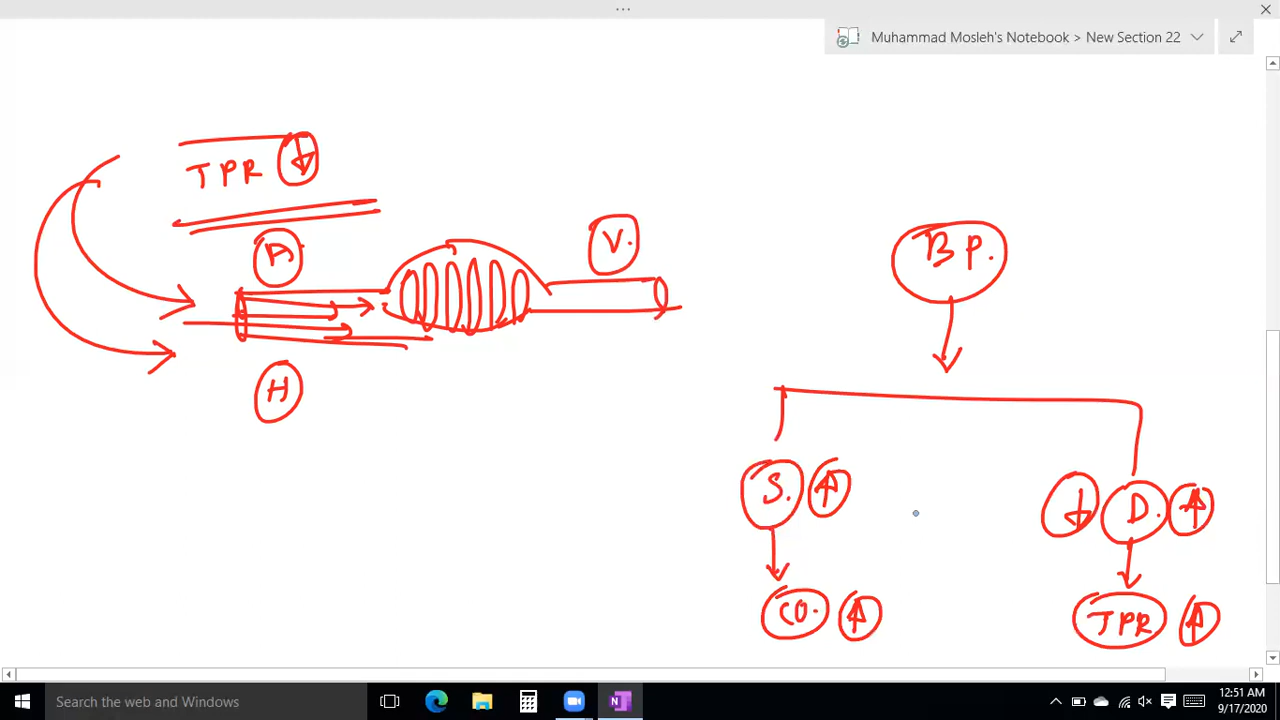 Muhammad Mosleh's Notebook > New Section 22
TPR ↓
A
V.
H
B P.
S. ↑
↓ D. ↑
CO. ↑
TPR ↑
Search the web and Windows
12:51 AM
9/17/2020